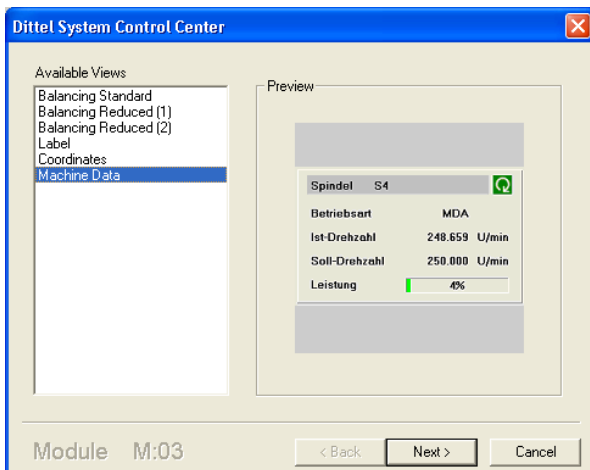 Dittel System Control Center
Available Views
Balancing Standard
Balancing Reduced (1)
Balancing Reduced (2)
Label
Coordinates
Machine Data
Preview
Spindel S4
Betriebsart MDA
Ist-Drehzahl 248.659 U/min
Soll-Drehzahl 250.000 U/min
Leistung 4%
Module M:03
< Back Next > Cancel